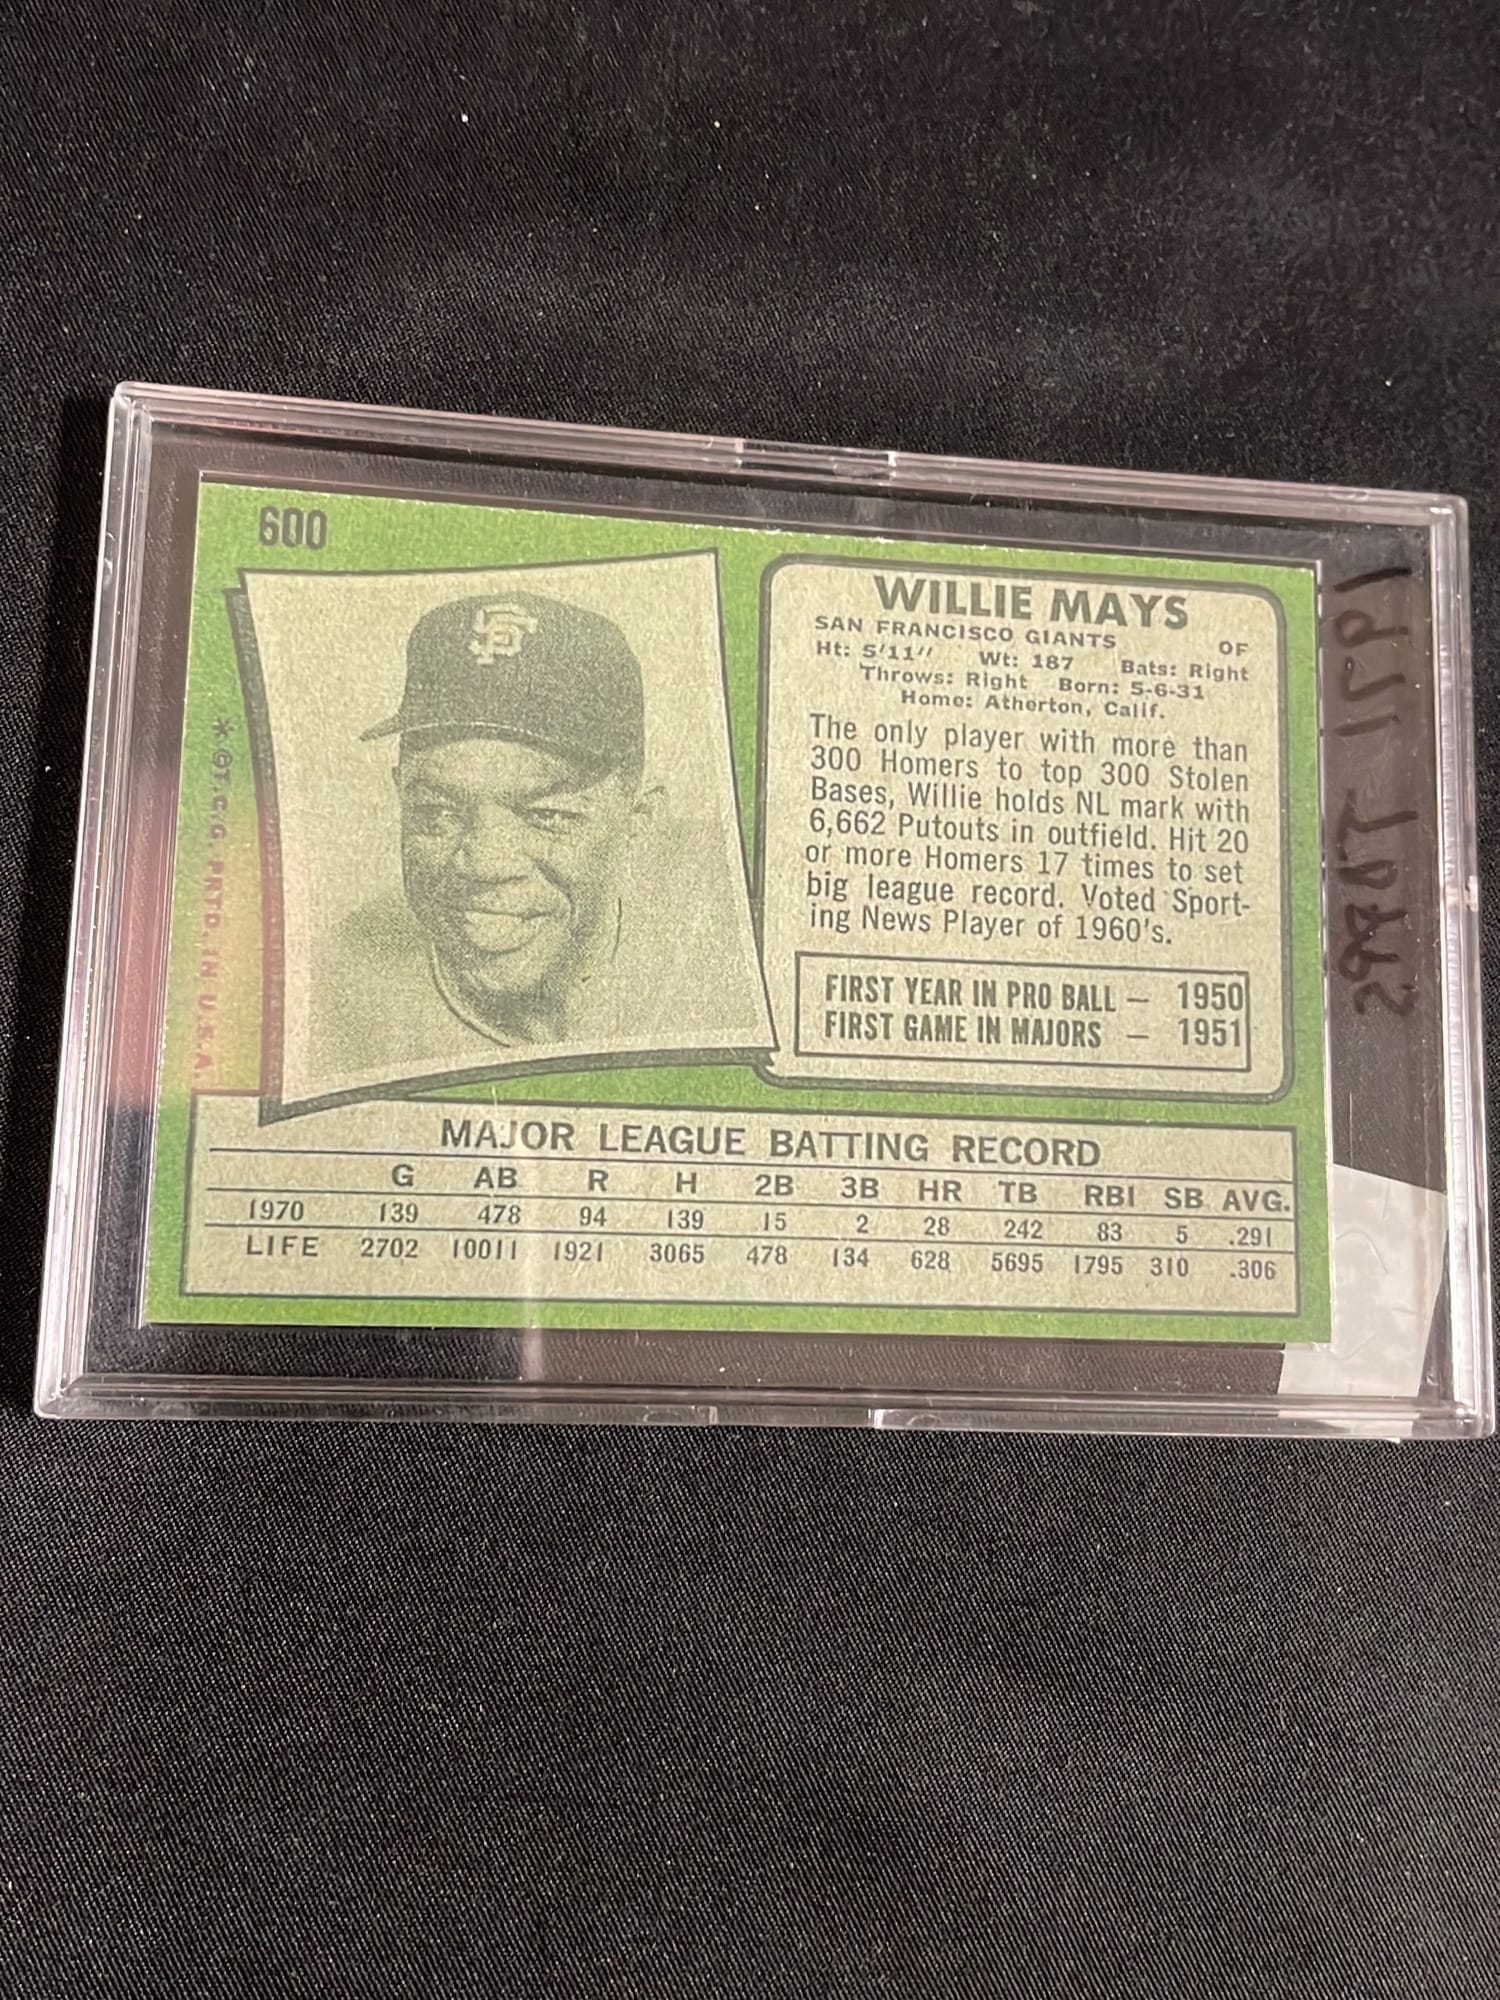 600
SF
WILLIE MAYS
SAN FRANCISCO GIANTS OF
Ht: 5'11" Wt: 187 Bats: Right
Throws: Right Born: 5-6-31
Home: Atherton, Calif.
The only player with more than
300 Homers to top 300 Stolen
Bases, Willie holds NL mark with
6,662 Putouts in outfield. Hit 20
or more Homers 17 times to set
big league record. Voted Sport-
ing News Player of 1960's.
FIRST YEAR IN PRO BALL — 1950
FIRST GAME IN MAJORS — 1951
*©T.C.G. PRTD. IN U.S.A.
MAJOR LEAGUE BATTING RECORD
G AB R H 2B 3B HR TB RBI SB AVG.
1970 139 478 94 139 15 2 28 242 83 5 .291
LIFE 2702 10011 1921 3065 478 134 628 5695 1795 310 .306
1971 TOPPS